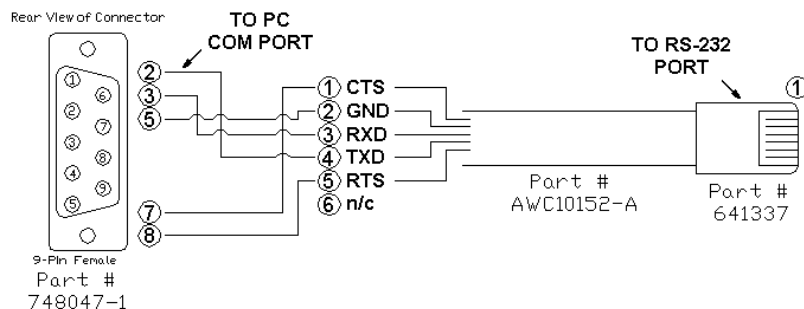 Rear View of Connector
TO PC
COM PORT
TO RS-232
PORT
1
2
3
4
5
6
7
8
9
2
3
5
7
8
1 CTS
2 GND
3 RXD
4 TXD
5 RTS
6 n/c
1
9-Pin Female
Part #
748047-1
Part #
AWC10152-A
Part #
641337